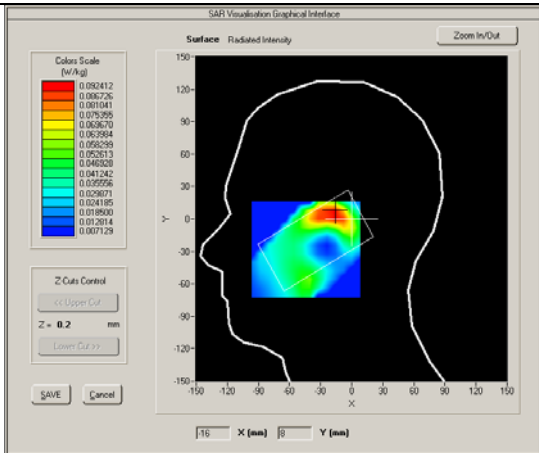 SAR Visualisation Graphical Interface
Surface Radiated Intensity
Zoom In/Out
Colors Scale
(W/kg)
0.092412
0.086726
0.081041
0.075355
0.069670
0.063984
0.058299
0.052613
0.046928
0.041242
0.035556
0.029871
0.024185
0.018500
0.012814
0.007129
Z Cuts Control
<< Upper Cut
Z = 0.2 mm
Lower Cut >>
SAVE Cancel
150
120
90
60
30
0
-30
-60
-90
-120
-150
Y
-150 -120 -90 -60 -30 0 30 60 90 120 150
X
-16 X (mm) 8 Y (mm)